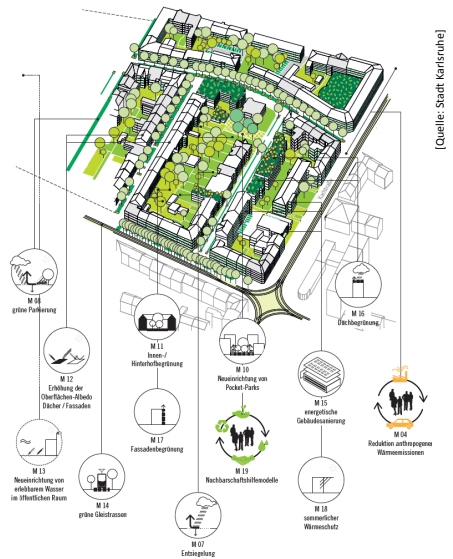 [Quelle: Stadt Karlsruhe]
M 08
grüne Parkierung
M 11
Innen-/
Hinterhofbegrünung
M 10
Neueinrichtung von
Pocket-Parks
M 16
Dachbegrünung
M 12
Erhöhung der
Oberflächen-Albedo
Dächer / Fassaden
M 15
energetische
Gebäudesanierung
M 04
Reduktion anthropogener
Wärmeemissionen
M 17
Fassadenbegrünung
M 13
Neueinrichtung von
erlebbarem Wasser
im öffentlichen Raum
M 19
Nachbarschaftshilfemodelle
M 14
grüne Gleistrassen
M 18
sommerlicher
Wärmeschutz
M 07
Entsiegelung